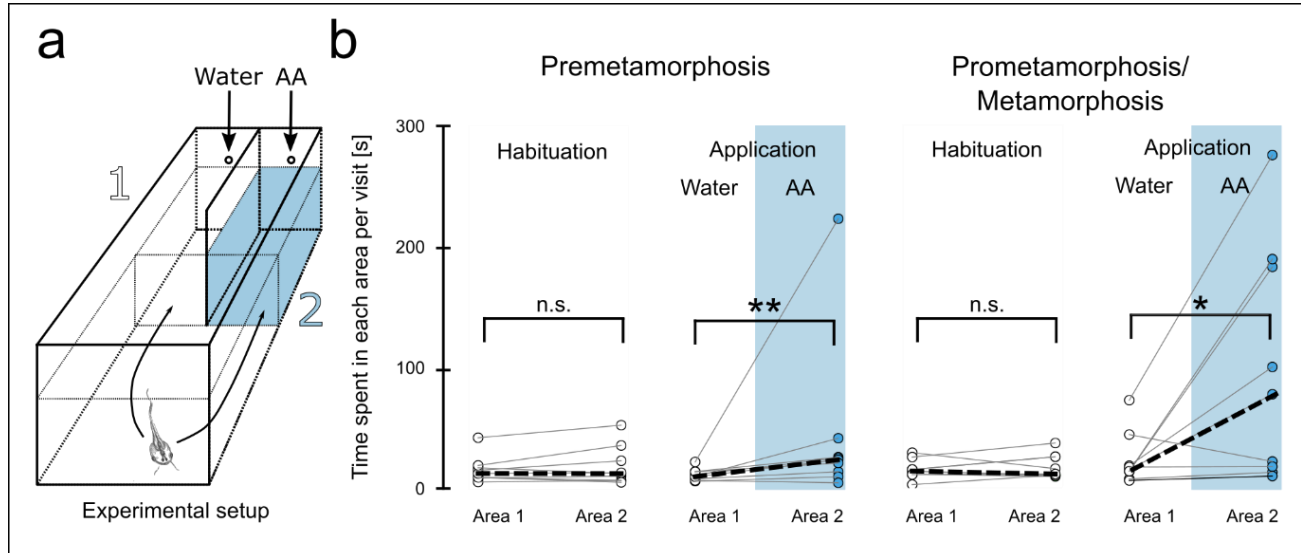 a
Water AA
1
2
Experimental setup
b
Premetamorphosis
Prometamorphosis/
Metamorphosis
Time spent in each area per visit [s]
300
200
100
0
Habituation
n.s.
Area 1 Area 2
Application
Water AA
**
Area 1 Area 2
Habituation
n.s.
Area 1 Area 2
Application
Water AA
*
Area 1 Area 2